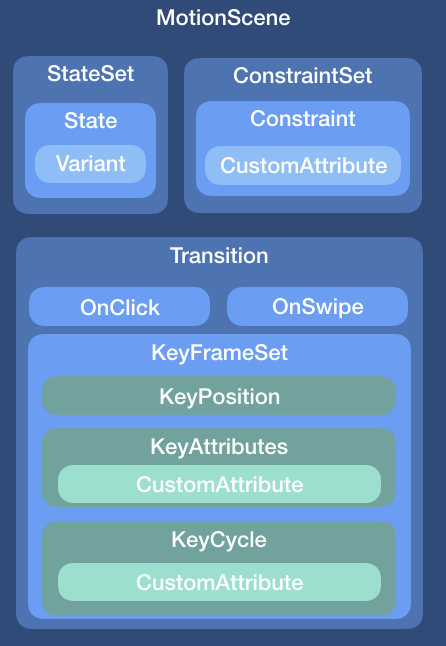 MotionScene
StateSet
State
Variant
ConstraintSet
Constraint
CustomAttribute
Transition
OnClick
OnSwipe
KeyFrameSet
KeyPosition
KeyAttributes
CustomAttribute
KeyCycle
CustomAttribute